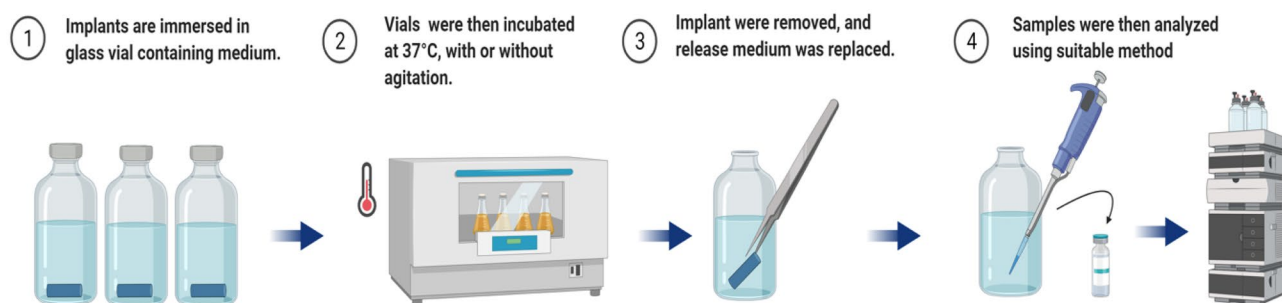 1
Implants are immersed in
glass vial containing medium.
2
Vials were then incubated
at 37°C, with or without
agitation.
3
Implant were removed, and
release medium was replaced.
4
Samples were then analyzed
using suitable method